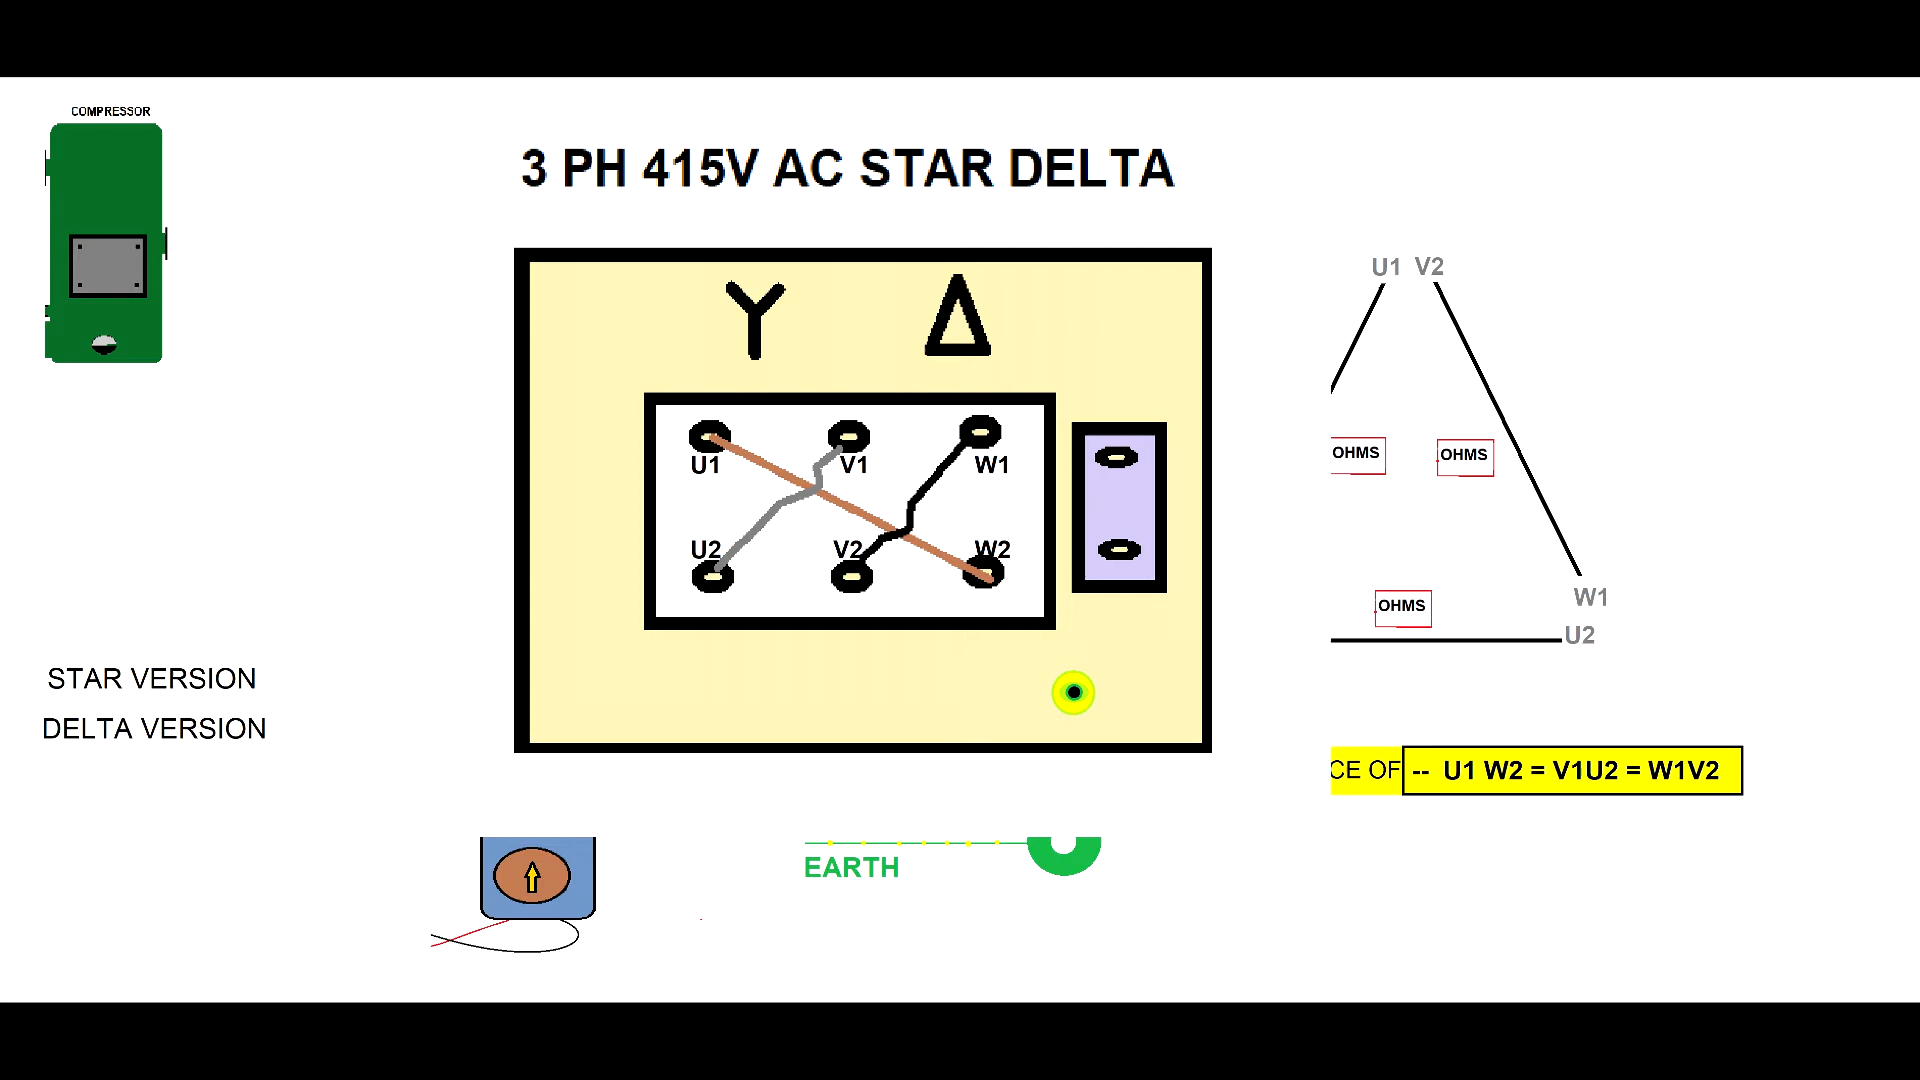 COMPRESSOR
3 PH 415V AC STAR DELTA
U1 V2
U1 V1 W1
OHMS OHMS
U2 V2 W2
W1
OHMS
U2
STAR VERSION
DELTA VERSION
CE OF -- U1 W2 = V1U2 = W1V2
EARTH